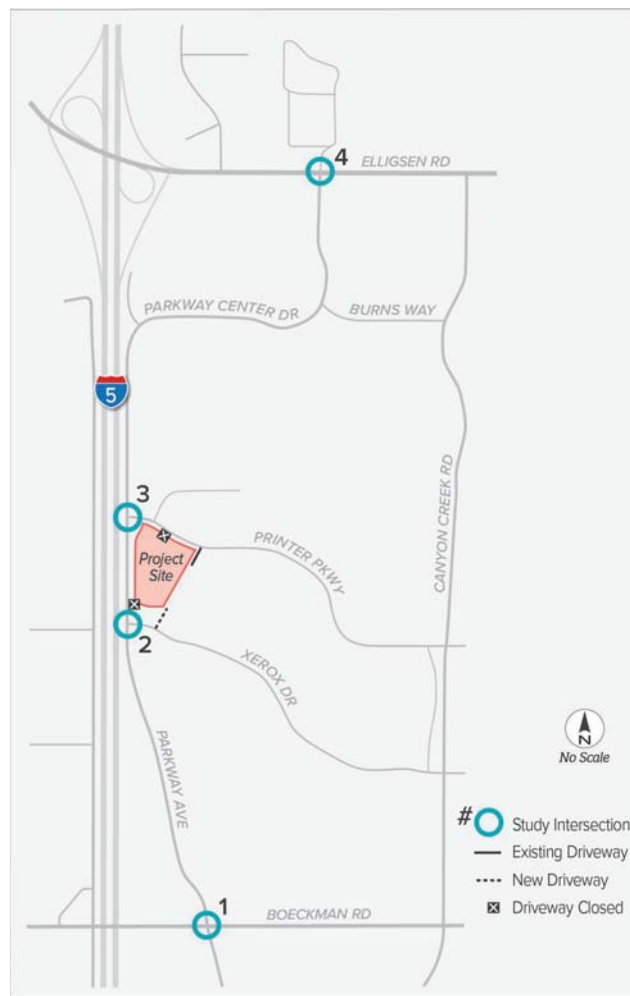 4
ELLIGSEN RD
PARKWAY CENTER DR
BURNS WAY
5
CANYON CREEK RD
3
Project
Site
PRINTER PKWY
2
XEROX DR
PARKWAY AVE
N
No Scale
# Study Intersection
Existing Driveway
New Driveway
Driveway Closed
1
BOECKMAN RD